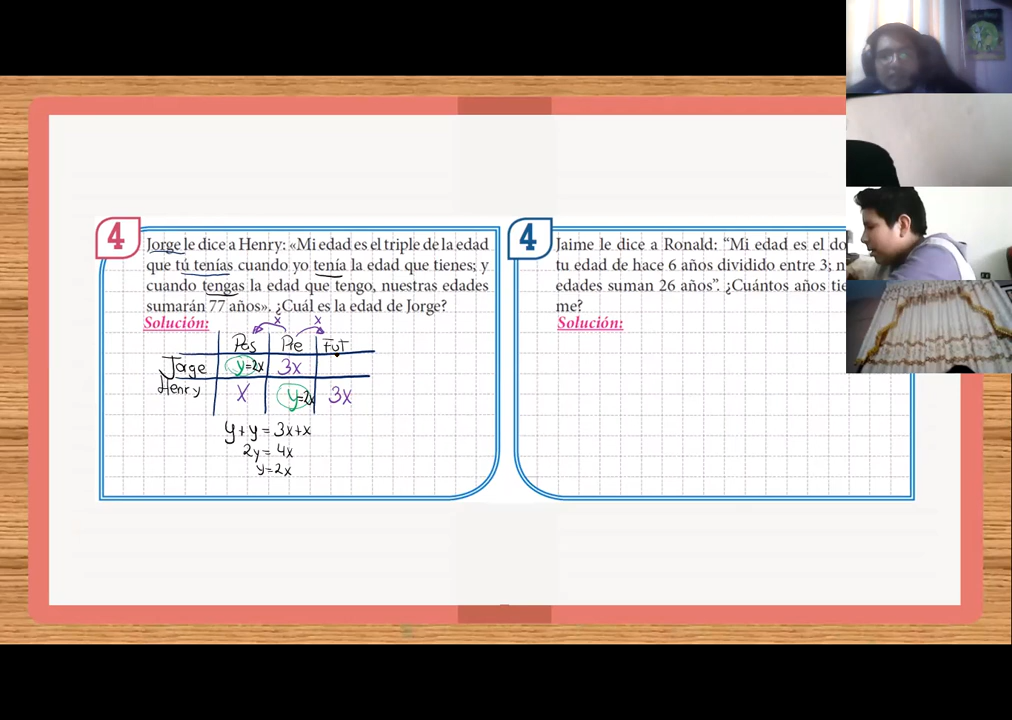 4
Jorge le dice a Henry: «Mi edad es el triple de la edad
que tú tenías cuando yo tenía la edad que tienes; y
cuando tengas la edad que tengo, nuestras edades
sumarán 77 años». ¿Cuál es la edad de Jorge?
Solución:
x x
Pas Pre FUT
Jorge y=2x 3x
Henry x y=2x 3x
y+y = 3x+x
2y = 4x
y=2x
4
Jaime le dice a Ronald: “Mi edad es el do
tu edad de hace 6 años dividido entre 3; n
edades suman 26 años”. ¿Cuántos años tie
me?
Solución: